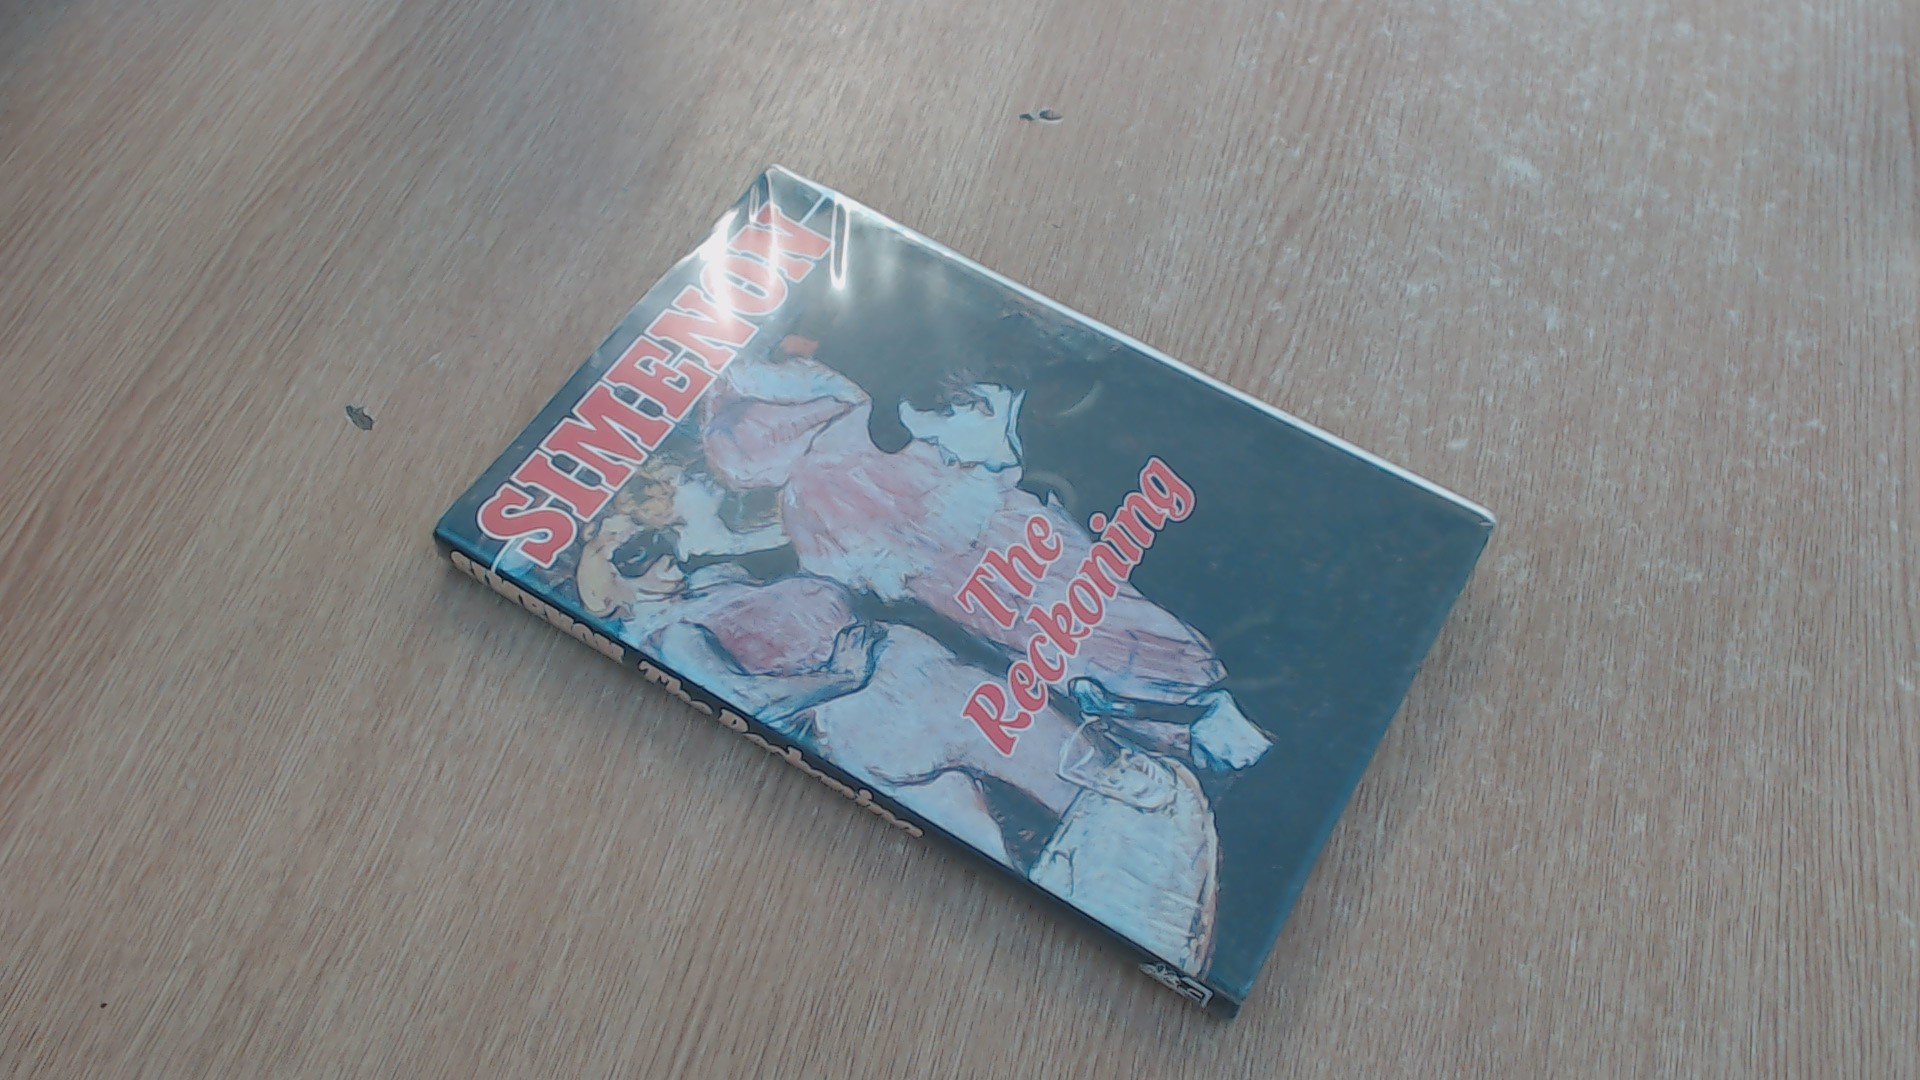 SIMENON
The
Reckoning
SIMENON The Reckoning